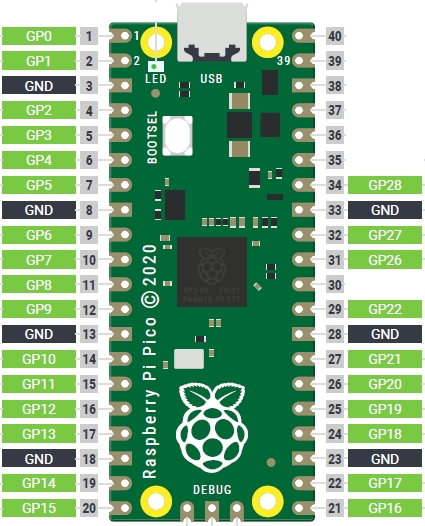 GP0 1 1 40
GP1 2 2 39 39
LED USB
GND 3 38
GP2 4 37
GP3 5 36
BOOTSEL
GP4 6 35
GP5 7 34 GP28
GND 8 33 GND
GP6 9 32 GP27
GP7 10 31 GP26
GP8 11 30
GP9 12 29 GP22
GND 13 28 GND
GP10 14 27 GP21
GP11 15 26 GP20
GP12 16 25 GP19
GP13 17 24 GP18
GND 18 23 GND
Raspberry Pi Pico © 2020
GP14 19 22 GP17
DEBUG
GP15 20 21 GP16